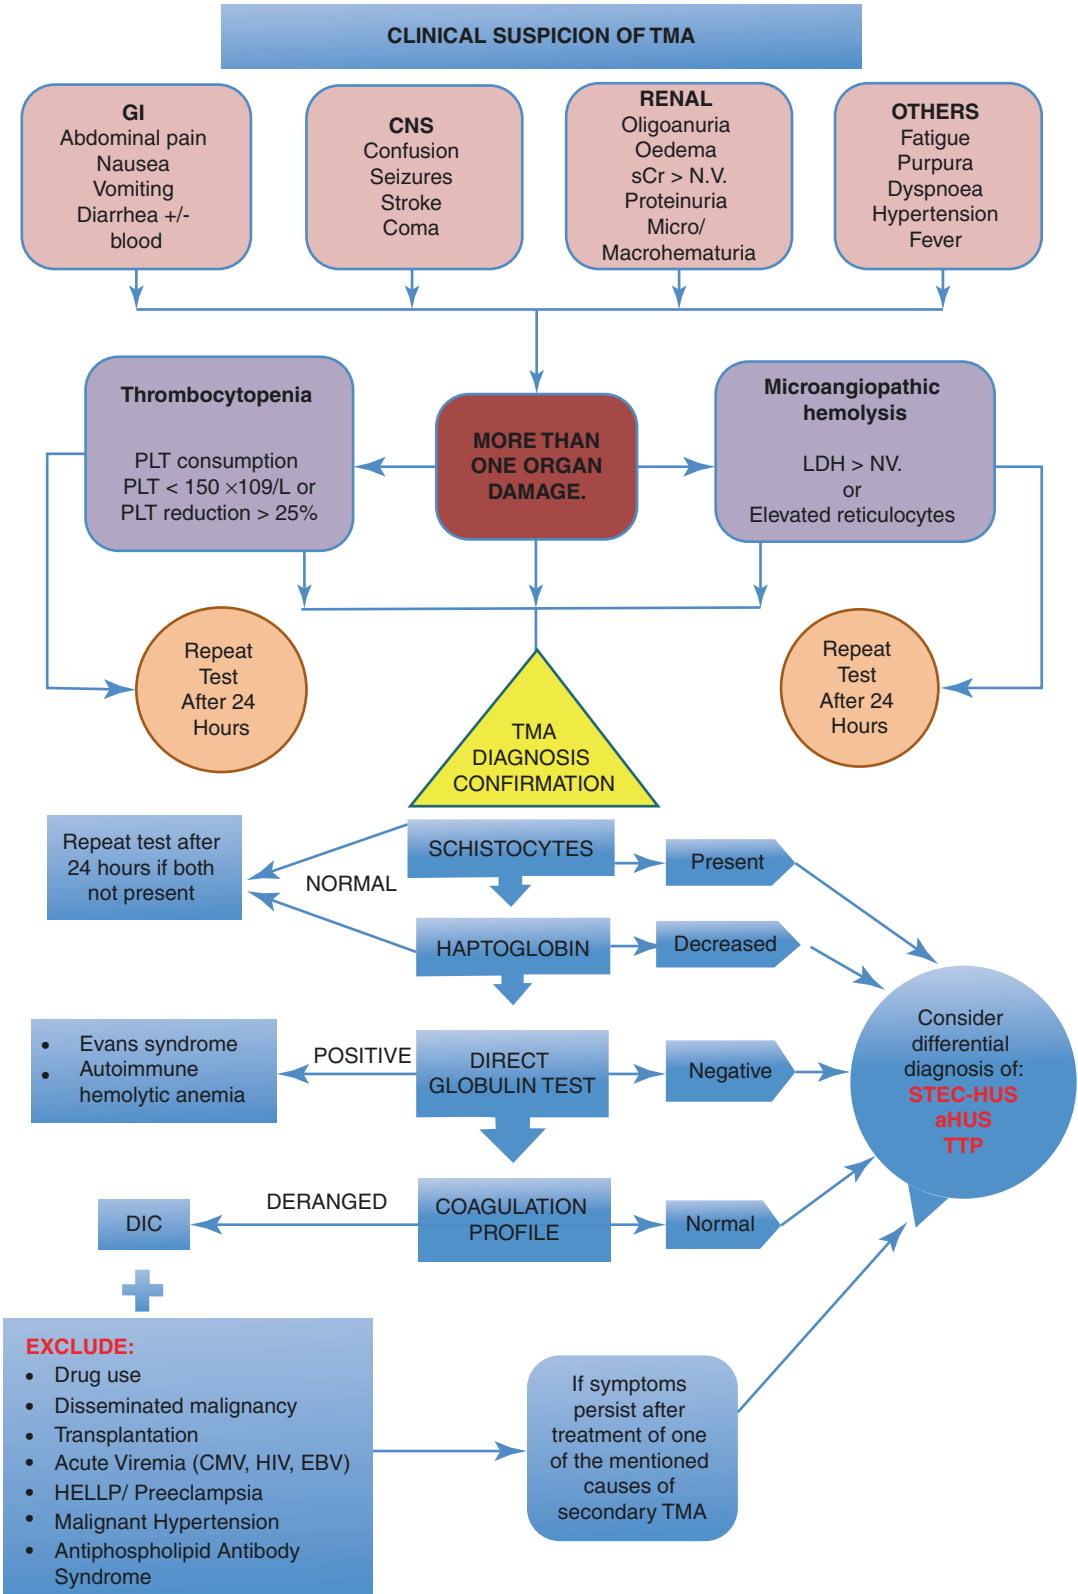 CLINICAL SUSPICION OF TMA
GI
Abdominal pain
Nausea
Vomiting
Diarrhea +/-
blood
CNS
Confusion
Seizures
Stroke
Coma
RENAL
Oligoanuria
Oedema
sCr > N.V.
Proteinuria
Micro/
Macrohematuria
OTHERS
Fatigue
Purpura
Dyspnoea
Hypertension
Fever
Thrombocytopenia
PLT consumption
PLT < 150 ×109/L or
PLT reduction > 25%
MORE THAN
ONE ORGAN
DAMAGE.
Microangiopathic
hemolysis
LDH > NV.
or
Elevated reticulocytes
Repeat
Test
After 24
Hours
TMA
DIAGNOSIS
CONFIRMATION
Repeat
Test
After 24
Hours
Repeat test after
24 hours if both
not present
NORMAL
SCHISTOCYTES
Present
HAPTOGLOBIN
Decreased
• Evans syndrome
• Autoimmune
hemolytic anemia
POSITIVE
DIRECT
GLOBULIN TEST
Negative
Consider
differential
diagnosis of:
STEC-HUS
aHUS
TTP
DIC
DERANGED
COAGULATION
PROFILE
Normal
EXCLUDE:
• Drug use
• Disseminated malignancy
• Transplantation
• Acute Viremia (CMV, HIV, EBV)
• HELLP/ Preeclampsia
• Malignant Hypertension
• Antiphospholipid Antibody
Syndrome
If symptoms
persist after
treatment of one
of the mentioned
causes of
secondary TMA